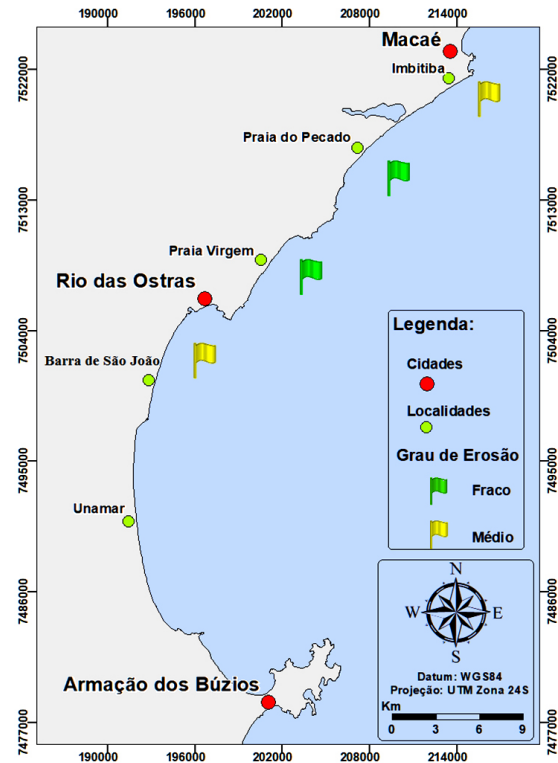 190000 196000 202000 208000 214000
Macaé
Imbitiba
7522000
7522000
Praia do Pecado
7513000
7513000
Praia Virgem
Rio das Ostras
7504000
7504000
Legenda:
Barra de São João
Cidades
Localidades
Grau de Erosão
7495000
7495000
Fraco
Unamar
Médio
N
W E
S
7486000
7486000
Armação dos Búzios
Datum: WGS84
Projeção: UTM Zona 24S
Km
0 3 6 9
7477000
7477000
190000 196000 202000 208000 214000